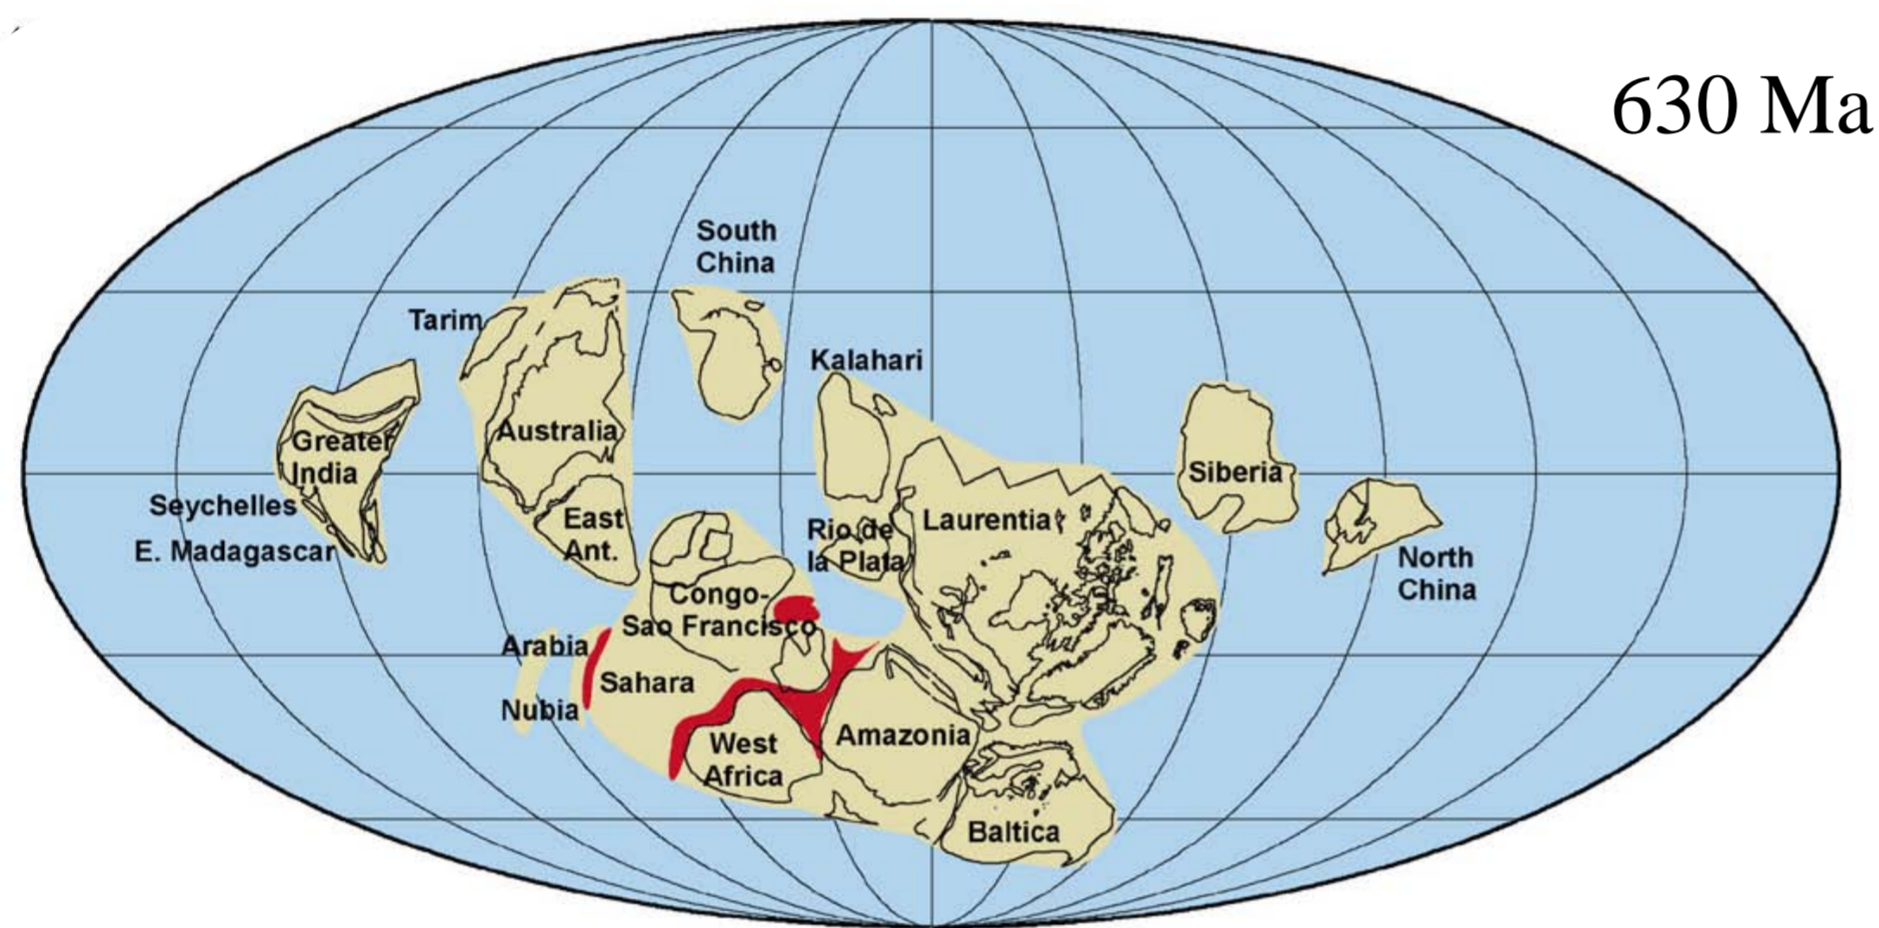 630 Ma
South
China
Tarim
Kalahari
Greater
India
Australia
Siberia
Seychelles
E. Madagascar
East
Ant.
Rio de
la Plata
Laurentia
North
China
Congo-
Sao Francisco
Arabia
Sahara
Nubia
West
Africa
Amazonia
Baltica